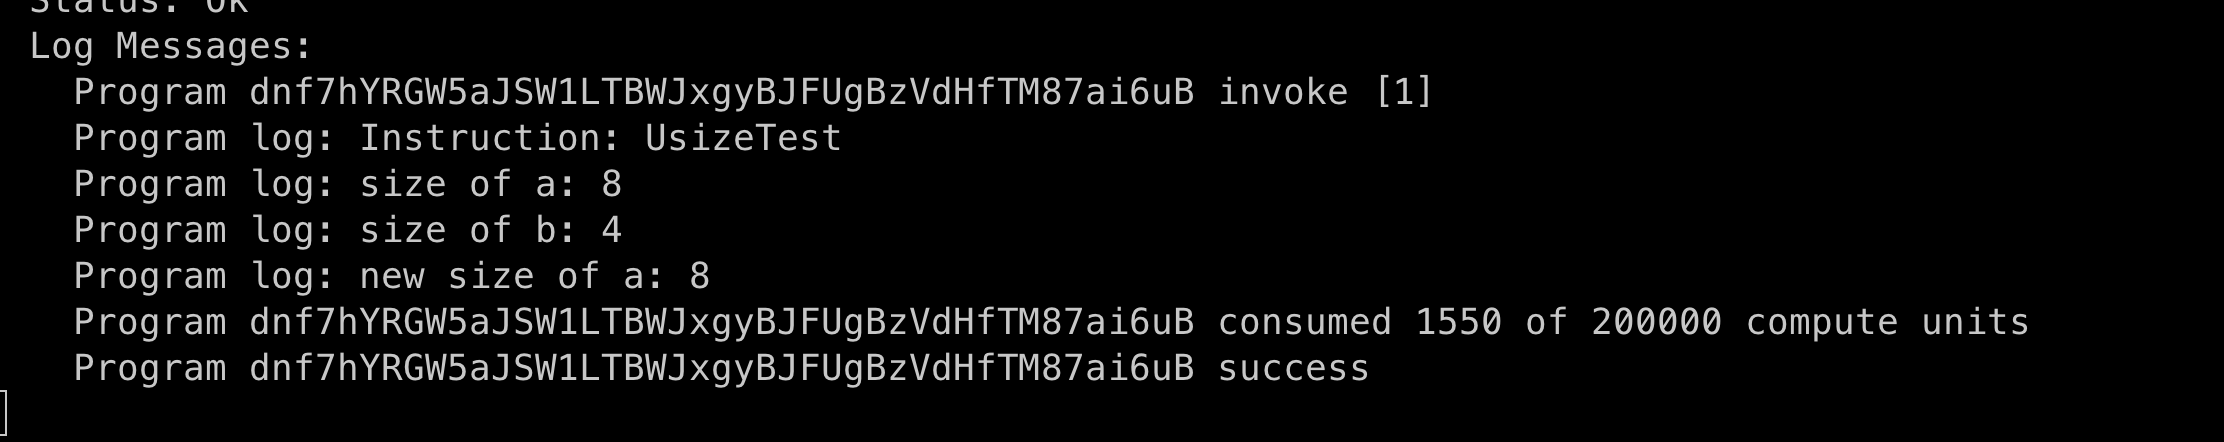 Status: Ok
Log Messages:
Program dnf7hYRGW5aJSW1LTBWJxgyBJFUgBzVdHfTM87ai6uB invoke [1]
Program log: Instruction: UsizeTest
Program log: size of a: 8
Program log: size of b: 4
Program log: new size of a: 8
Program dnf7hYRGW5aJSW1LTBWJxgyBJFUgBzVdHfTM87ai6uB consumed 1550 of 200000 compute units
Program dnf7hYRGW5aJSW1LTBWJxgyBJFUgBzVdHfTM87ai6uB success